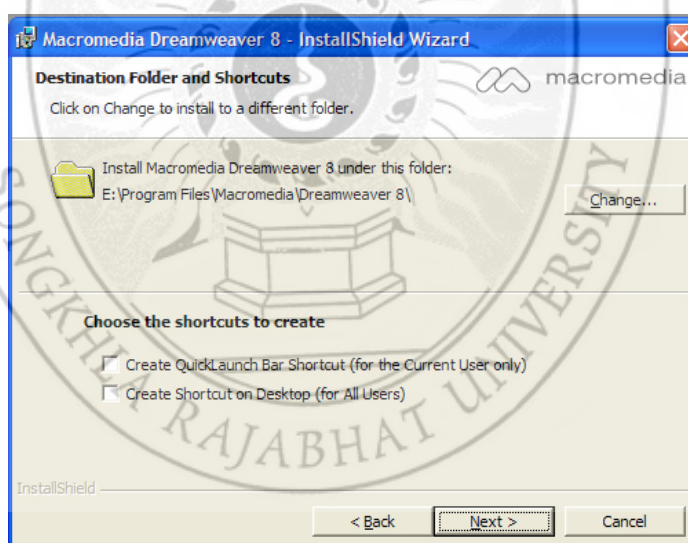 Macromedia Dreamweaver 8 - InstallShield Wizard
Destination Folder and Shortcuts
macromedia
Click on Change to install to a different folder.
Install Macromedia Dreamweaver 8 under this folder:
E:\Program Files\Macromedia\Dreamweaver 8\
Change...
Choose the shortcuts to create
Create QuickLaunch Bar Shortcut (for the Current User only)
Create Shortcut on Desktop (for All Users)
InstallShield
< Back
Next >
Cancel
SONGKHLA RAJABHAT UNIVERSITY